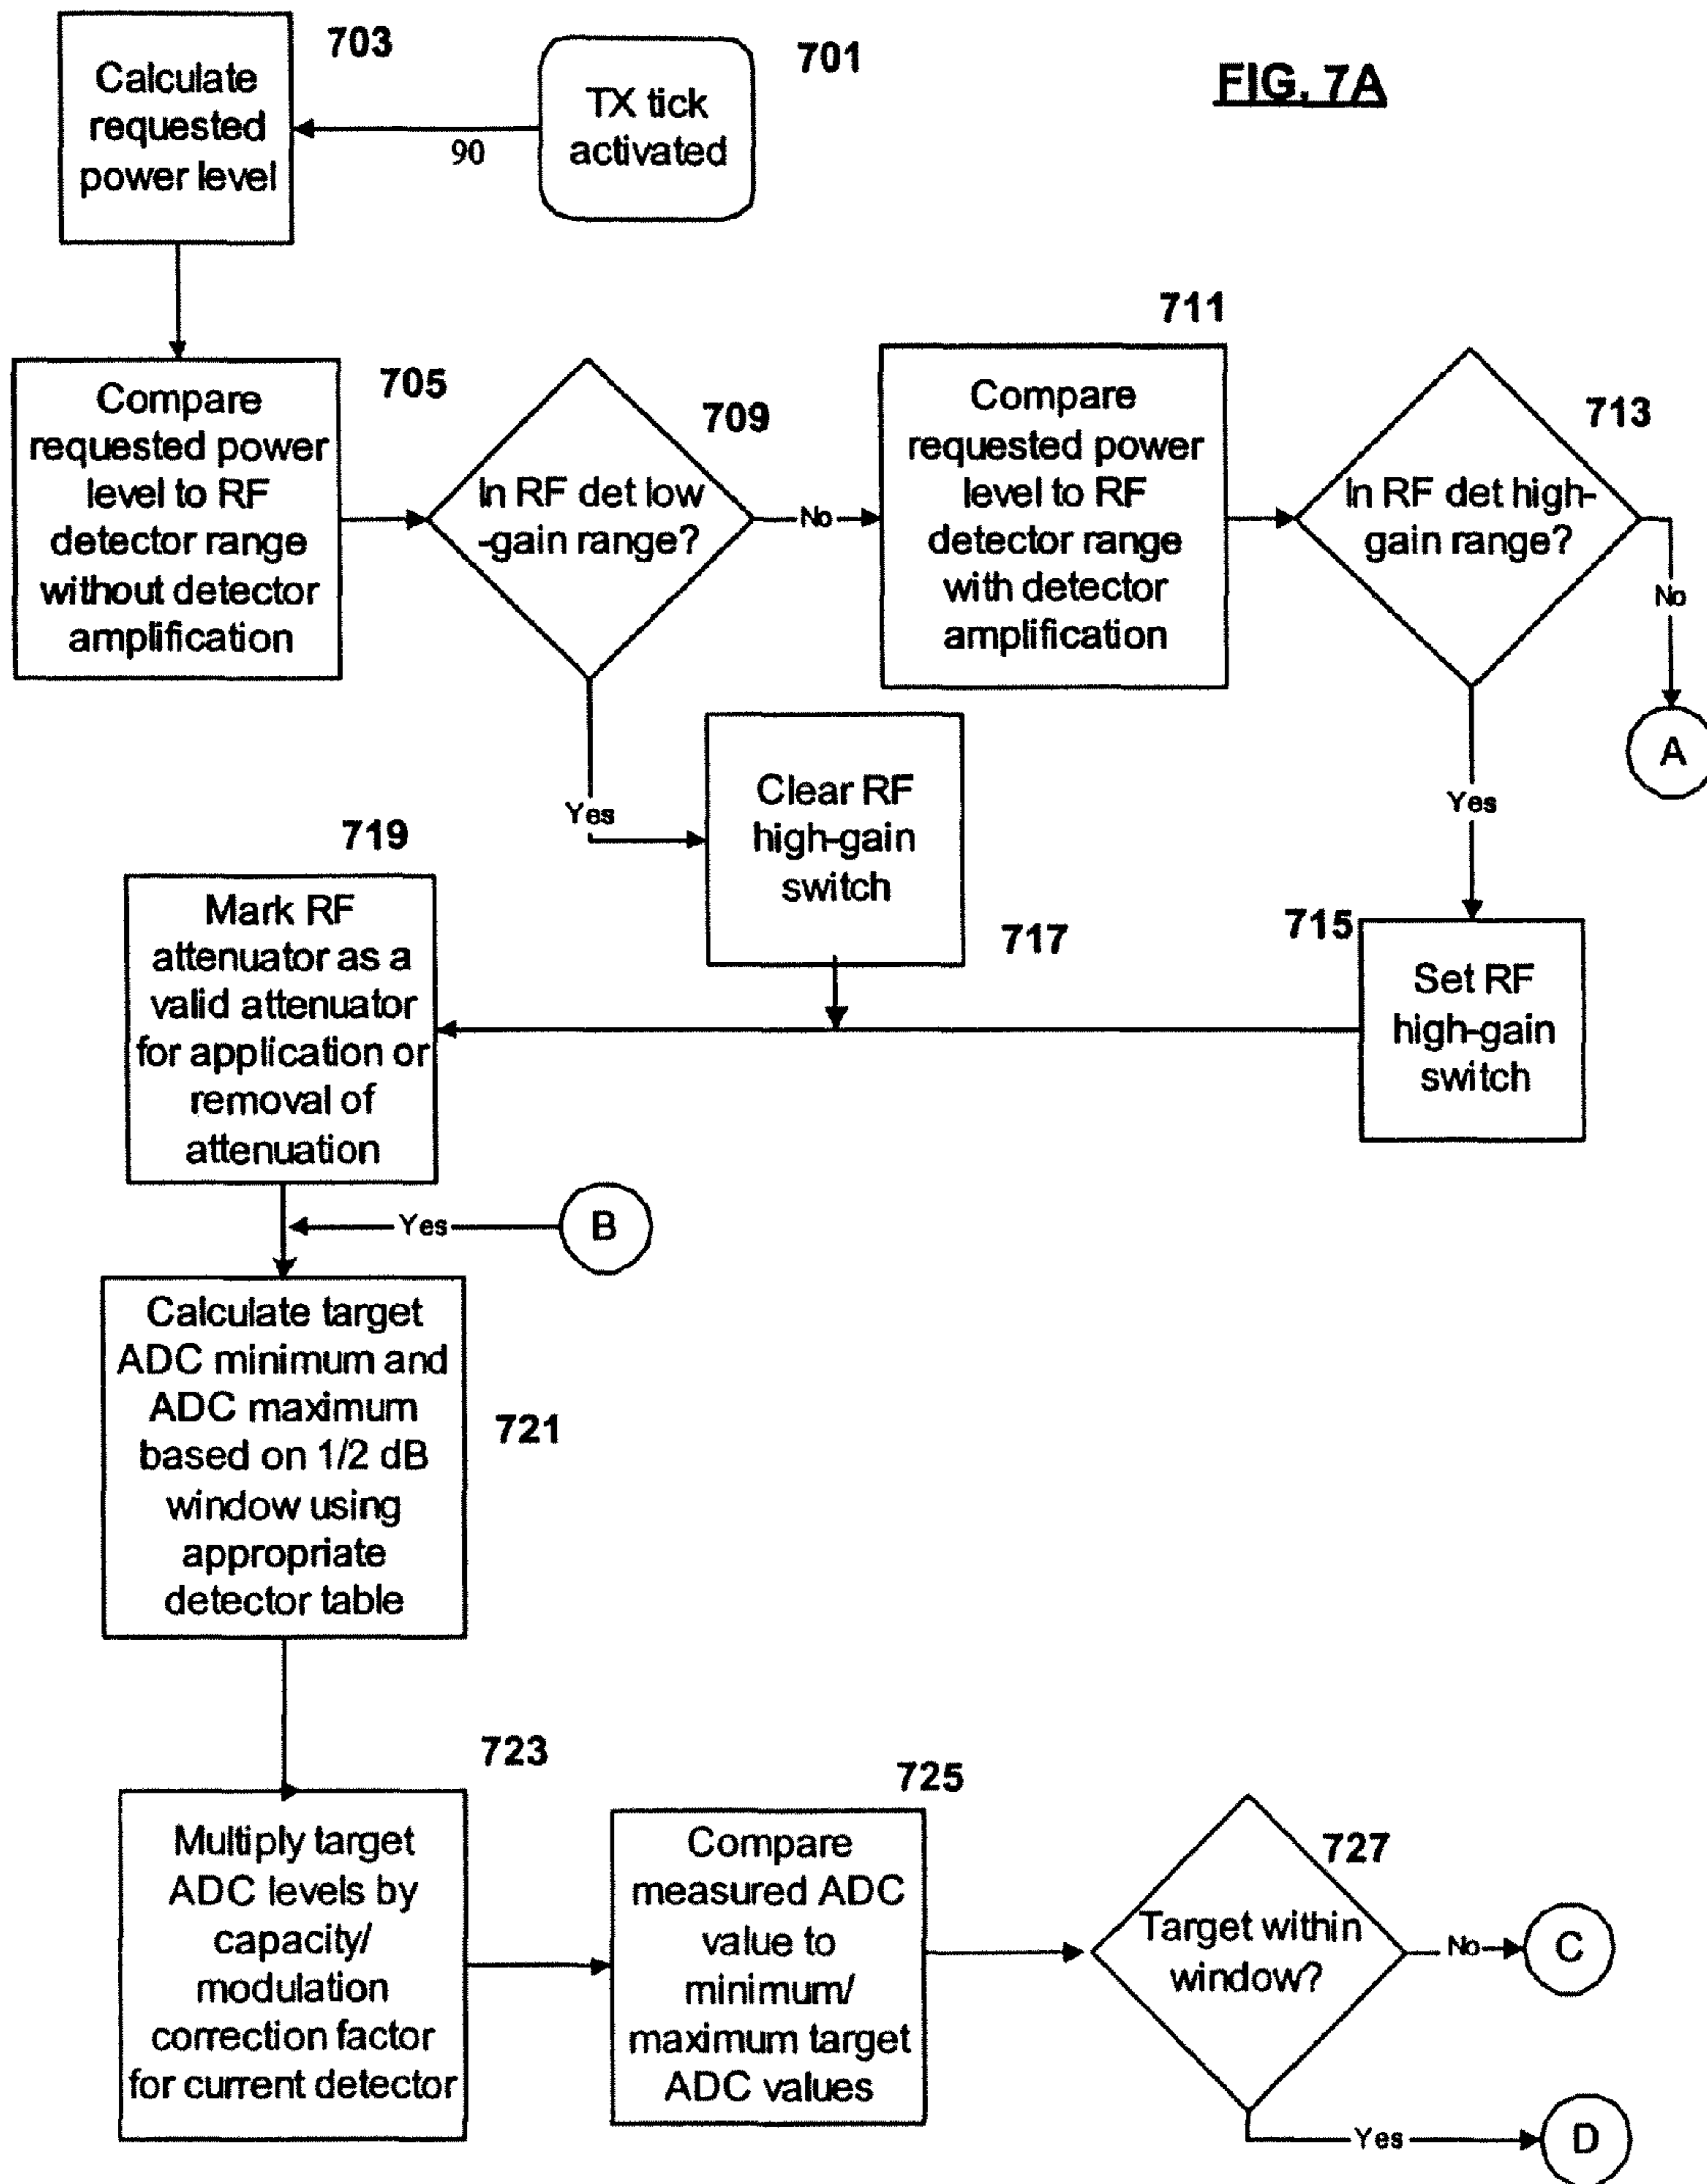 FIG. 7A
703
Calculate
requested
power level
90
701
TX tick
activated
705
Compare
requested power
level to RF
detector range
without detector
amplification
709
In RF det low
-gain range?
No
Yes
711
Compare
requested power
level to RF
detector range
with detector
amplification
713
In RF det high-
gain range?
No
A
Yes
Clear RF
high-gain
switch
717
715
Set RF
high-gain
switch
719
Mark RF
attenuator as a
valid attenuator
for application or
removal of
attenuation
Yes
B
Calculate target
ADC minimum and
ADC maximum
based on 1/2 dB
window using
appropriate
detector table
721
723
Multiply target
ADC levels by
capacity/
modulation
correction factor
for current detector
725
Compare
measured ADC
value to
minimum/
maximum target
ADC values
727
Target within
window?
No
C
Yes
D